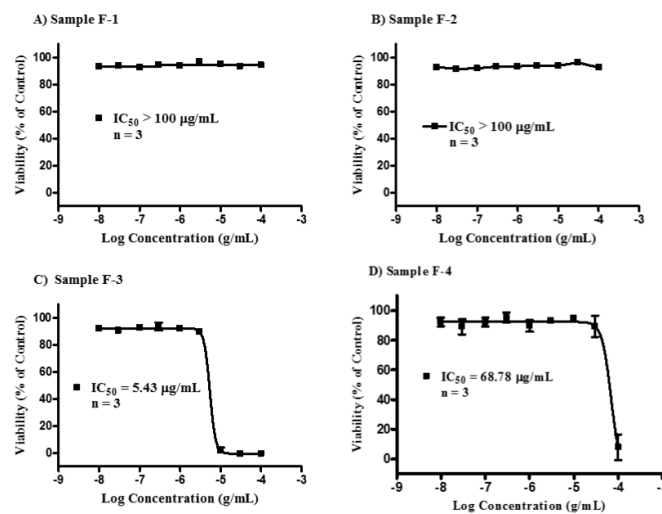 A) Sample F-1
100
80
60
40
20
0
Viability (% of Control)
IC50 > 100 µg/mL
n = 3
-9 -8 -7 -6 -5 -4 -3
Log Concentration (g/mL)
B) Sample F-2
100
80
60
40
20
0
Viability (% of Control)
IC50 > 100 µg/mL
n = 3
-9 -8 -7 -6 -5 -4 -3
Log Concentration (g/mL)
C) Sample F-3
100
80
60
40
20
0
Viability (% of Control)
IC50 = 5.43 µg/mL
n = 3
-9 -8 -7 -6 -5 -4 -3
Log Concentration (g/mL)
D) Sample F-4
100
80
60
40
20
0
Viability (% of Control)
IC50 = 68.78 µg/mL
n = 3
-9 -8 -7 -6 -5 -4 -3
Log Concentration (g/mL)